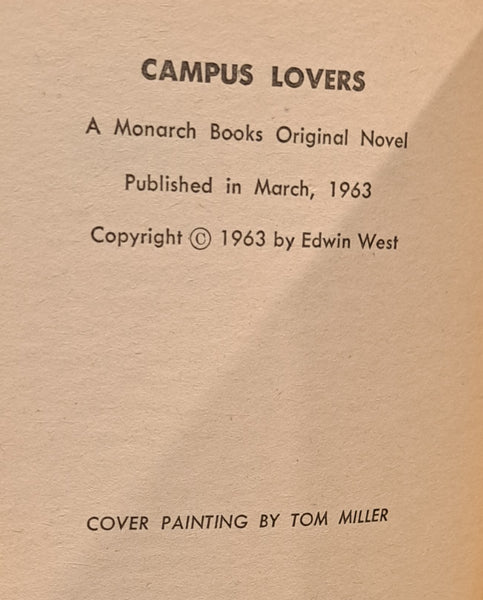 CAMPUS LOVERS
A Monarch Books Original Novel
Published in March, 1963
Copyright © 1963 by Edwin West
COVER PAINTING BY TOM MILLER